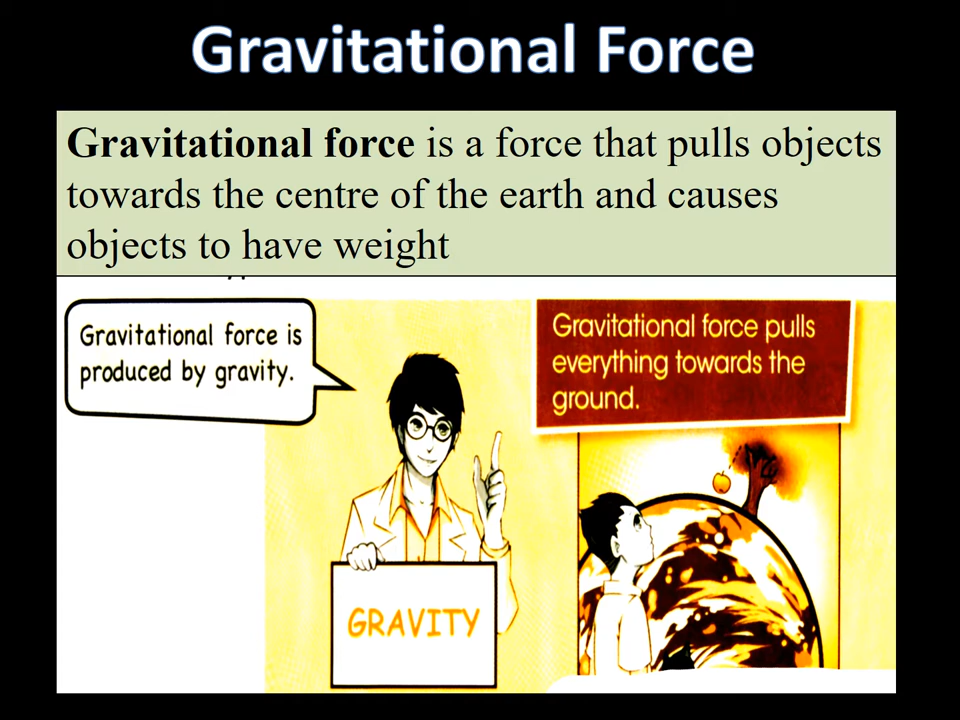 Gravitational Force
Gravitational force is a force that pulls objects
towards the centre of the earth and causes
objects to have weight
Gravitational force is
produced by gravity.
Gravitational force pulls
everything towards the
ground.
GRAVITY